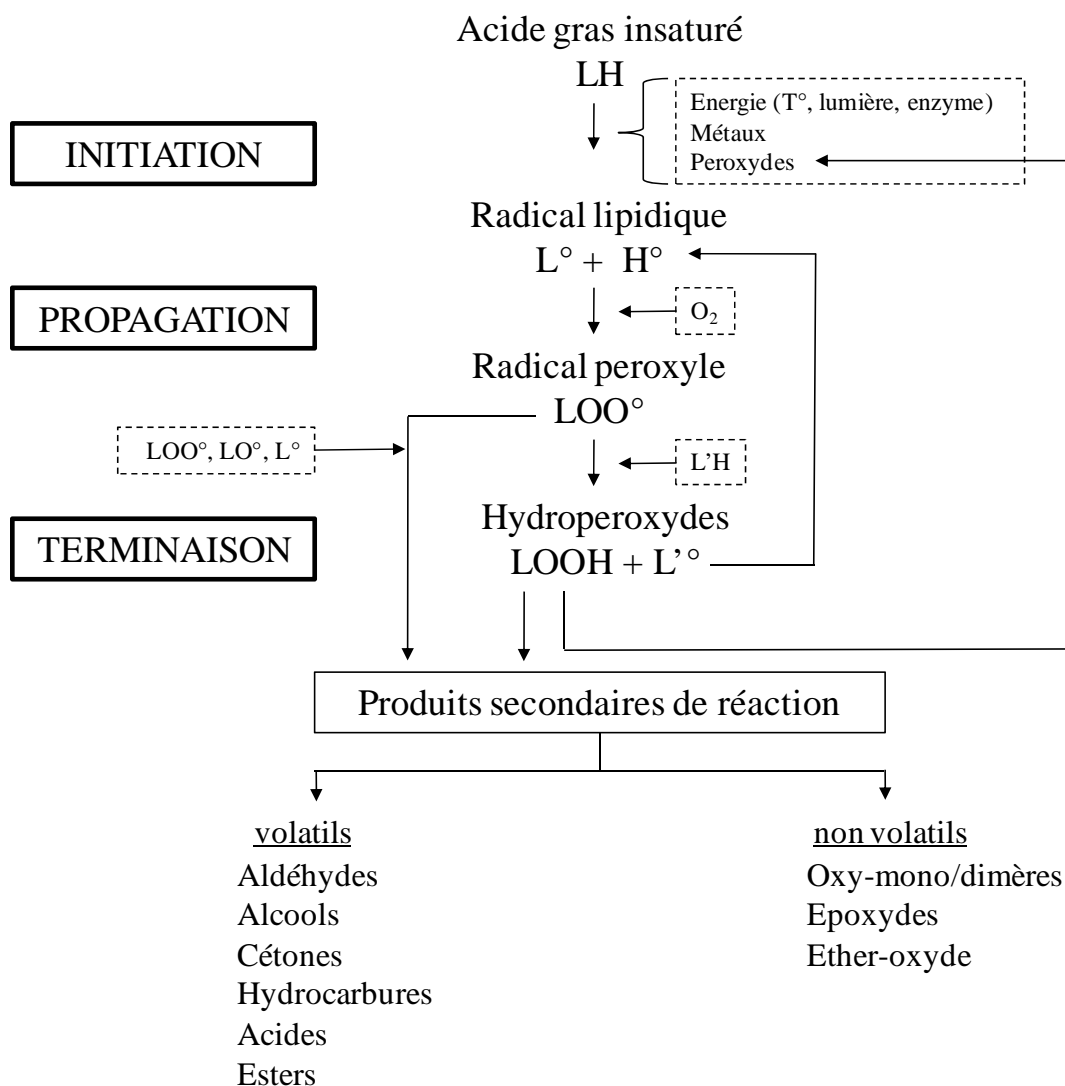 Acide gras insaturé
LH
Energie (T°, lumière, enzyme)
Métaux
Peroxydes
INITIATION
Radical lipidique
L° + H°
PROPAGATION
O₂
Radical peroxyle
LOO°
LOO°, LO°, L°
L’H
Hydroperoxydes
TERMINAISON
LOOH + L’°
Produits secondaires de réaction
volatils
Aldéhydes
Alcools
Cétones
Hydrocarbures
Acides
Esters
non volatils
Oxy-mono/dimères
Epoxydes
Ether-oxyde